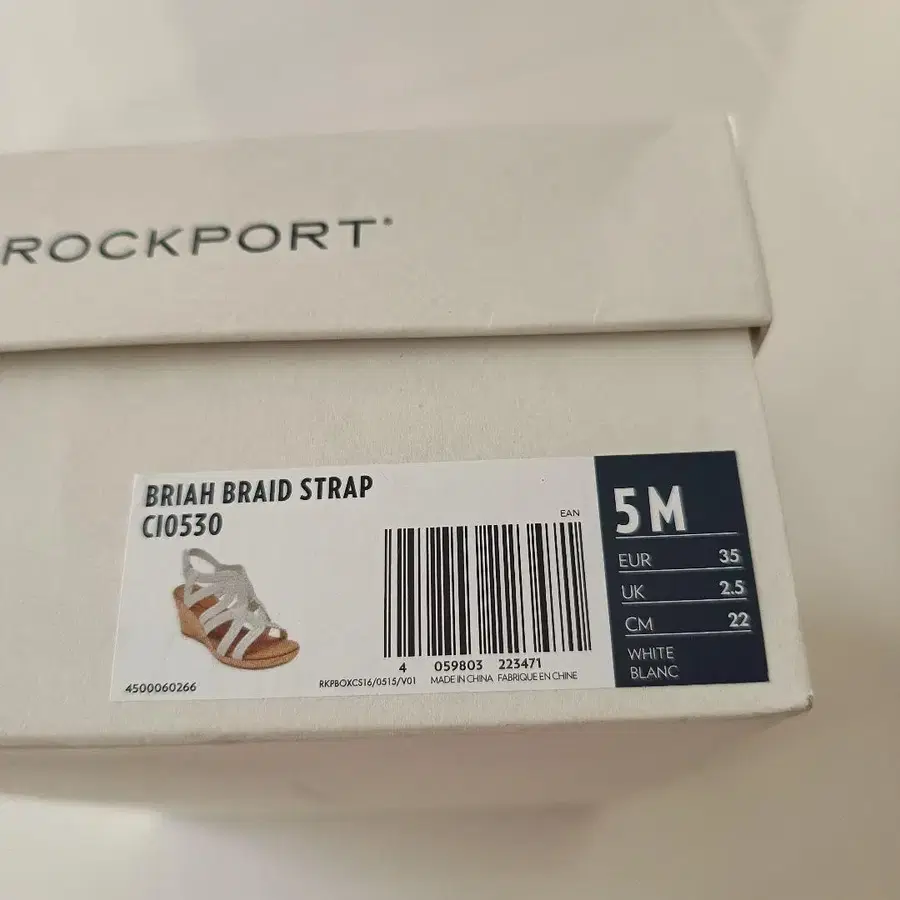 ROCKPORT
BRIAH BRAID STRAP
CI0530
EAN
4 059803 223471
4500060266
RKPBOXCS16/0515/V01 MADE IN CHINA FABRIQUE EN CHINE
5M
EUR 35
UK 2.5
CM 22
WHITE
BLANC